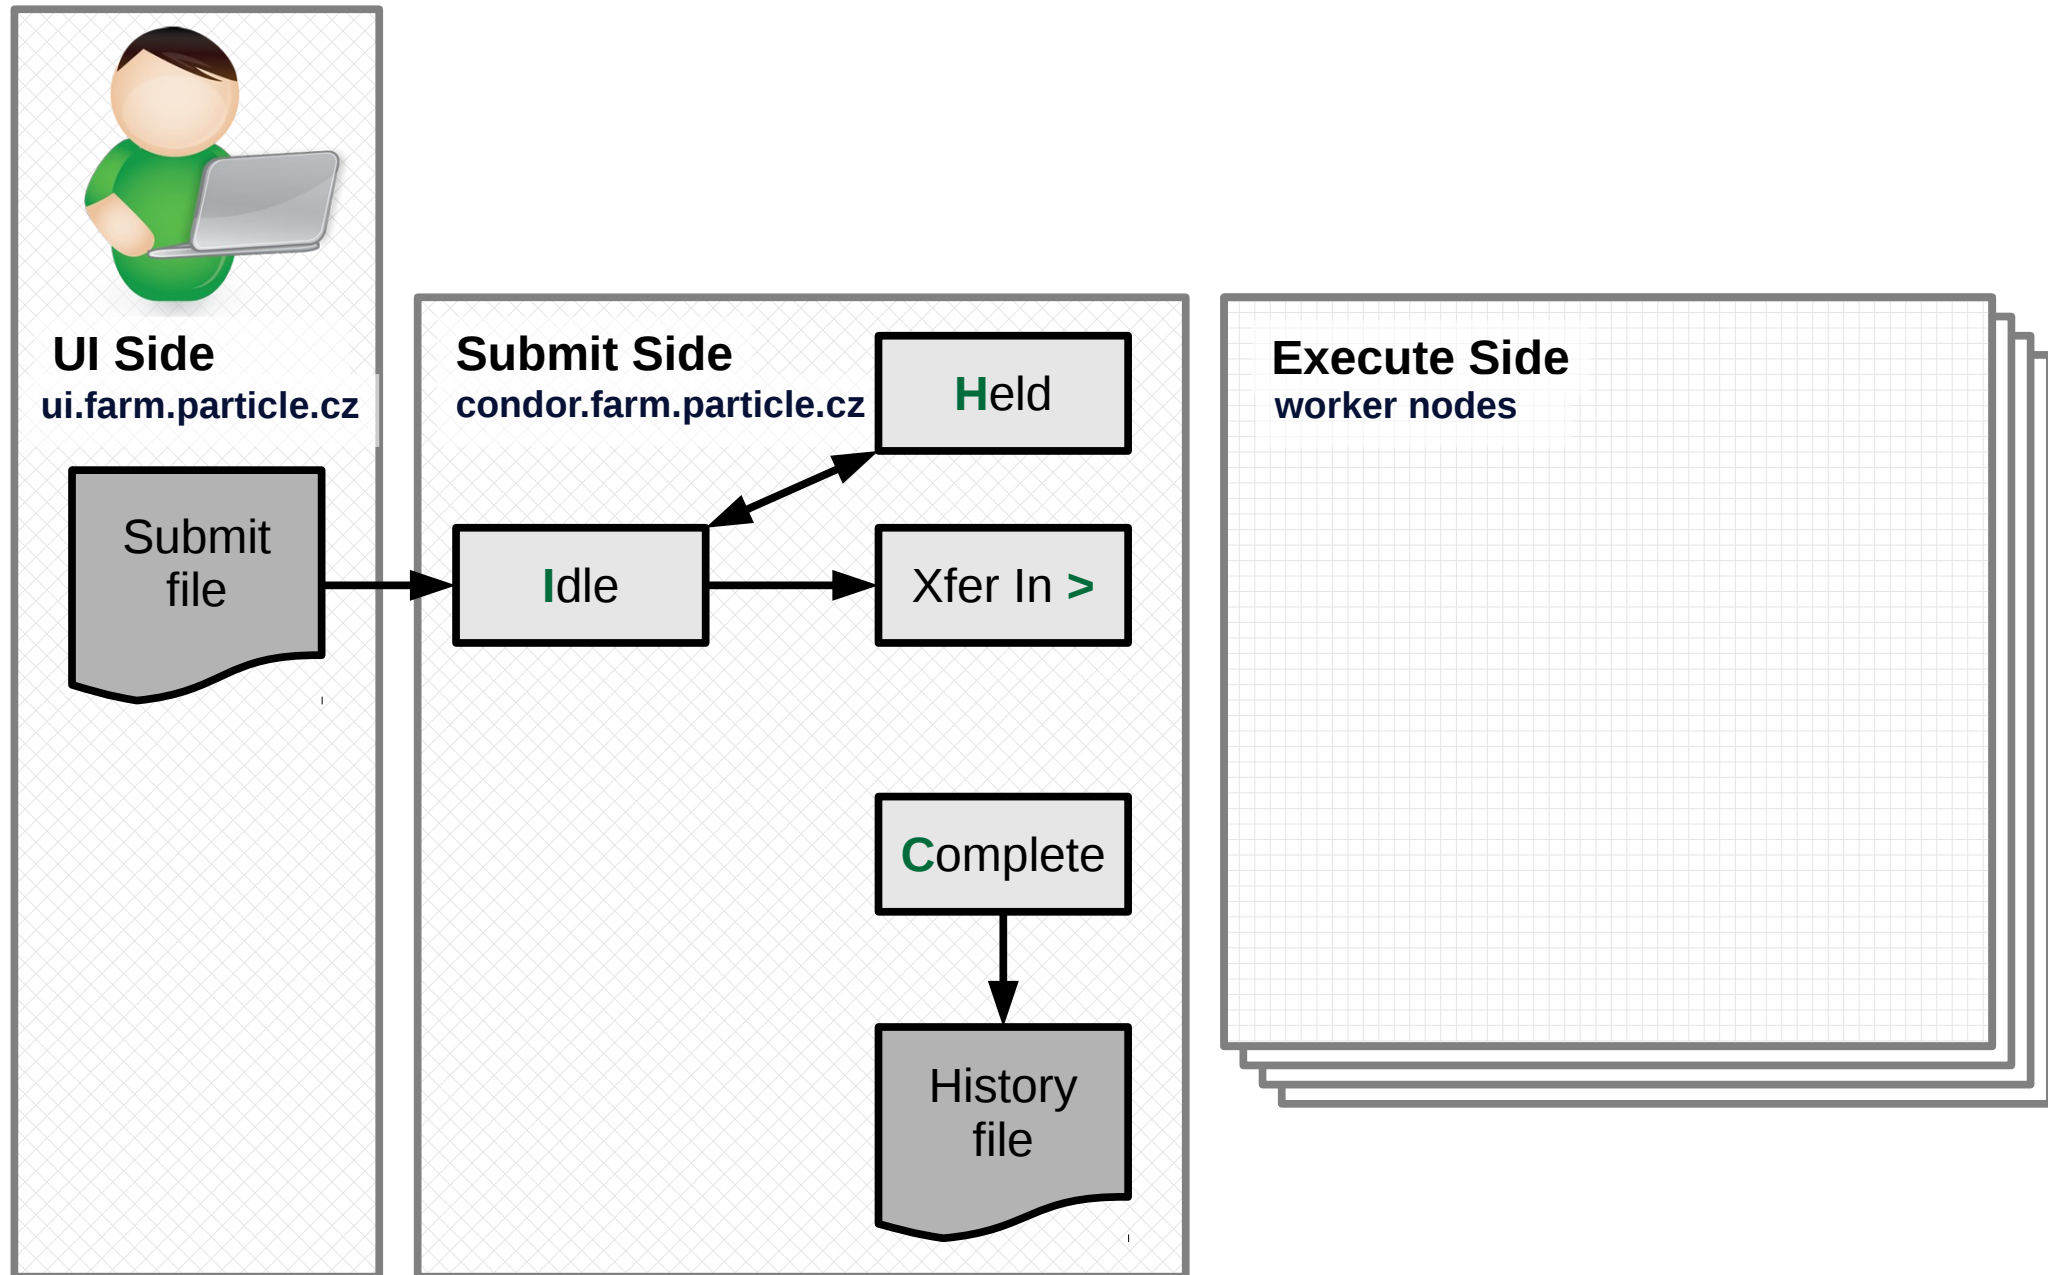 UI Side
ui.farm.particle.cz
Submit
file
Submit Side
condor.farm.particle.cz
Held
Idle
Xfer In >
Complete
History
file
Execute Side
worker nodes